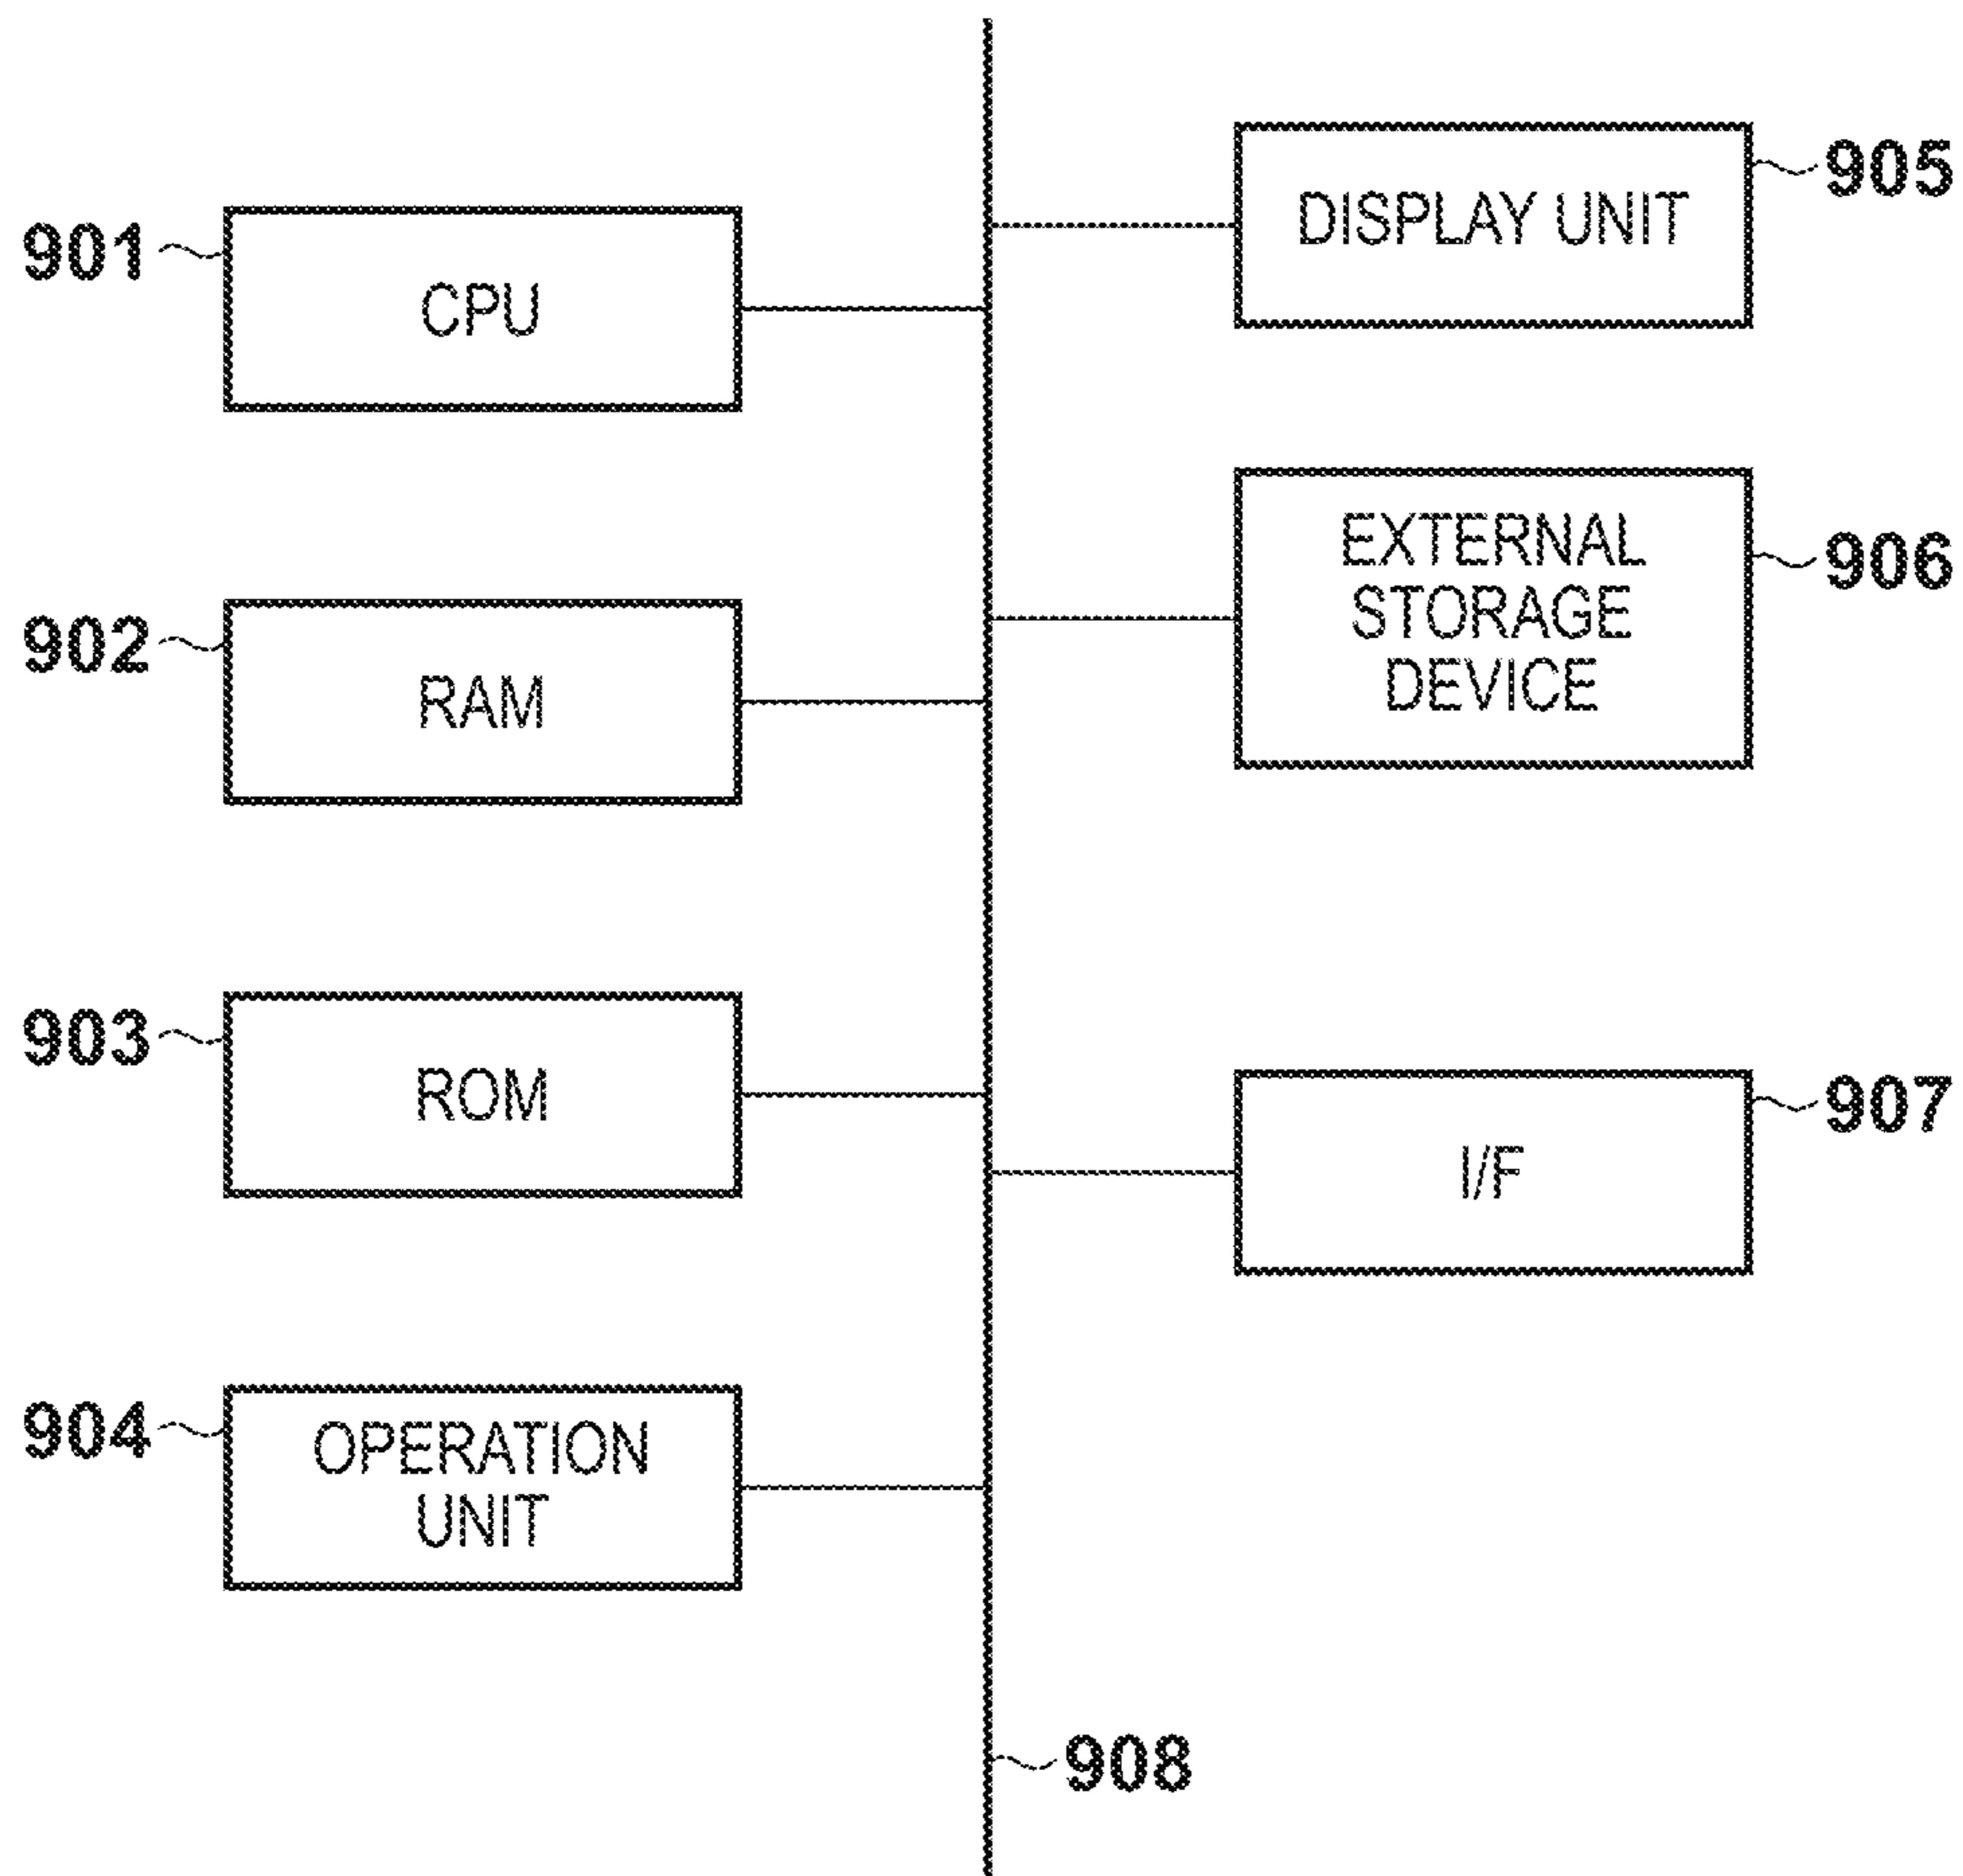 901
CPU
902
RAM
903
ROM
904
OPERATION
UNIT
905
DISPLAY UNIT
906
EXTERNAL
STORAGE
DEVICE
907
I/F
908